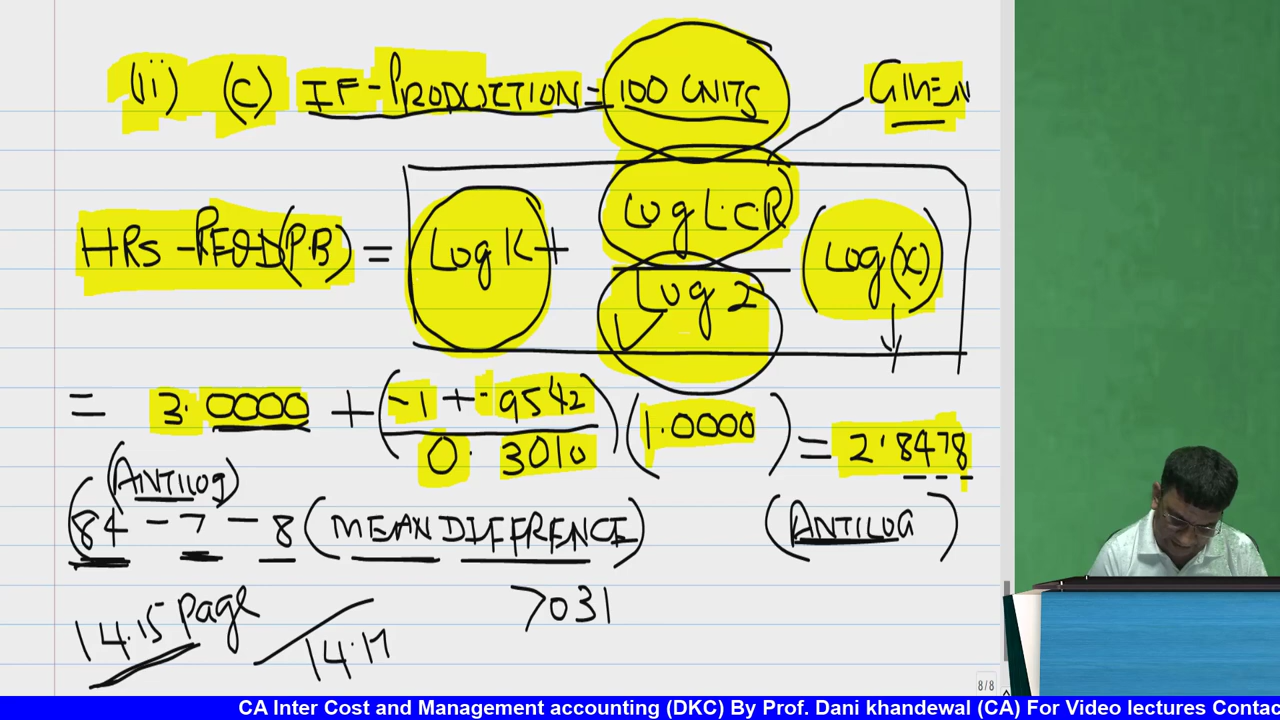 (ii) (C) IF-PRODUCTION = 100 UNITS GIVEN
HRs -REQD(P.B) = Log K + Log L.C.R / Log 2 (Log(x))
= 3.0000 + (-1 + .9542 / 0.3010) (1.0000) = 2.8478
(ANTILOG)
(84 - 7 - 8 (MEAN DIFFERENCE) (ANTILOG)
14.15 page / 14.17 7031
8/8
CA Inter Cost and Management accounting (DKC) By Prof. Dani khandewal (CA) For Video lectures Contac